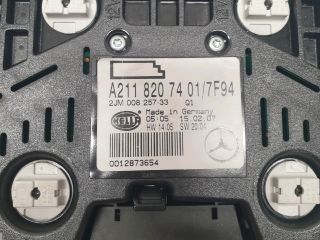 A211 820 74 01/7F94
2JM 008 257-33 Q1
Made in Germany
HELLA 05:05 15.02.07
HW 14.05 SW 20.04
0012873654